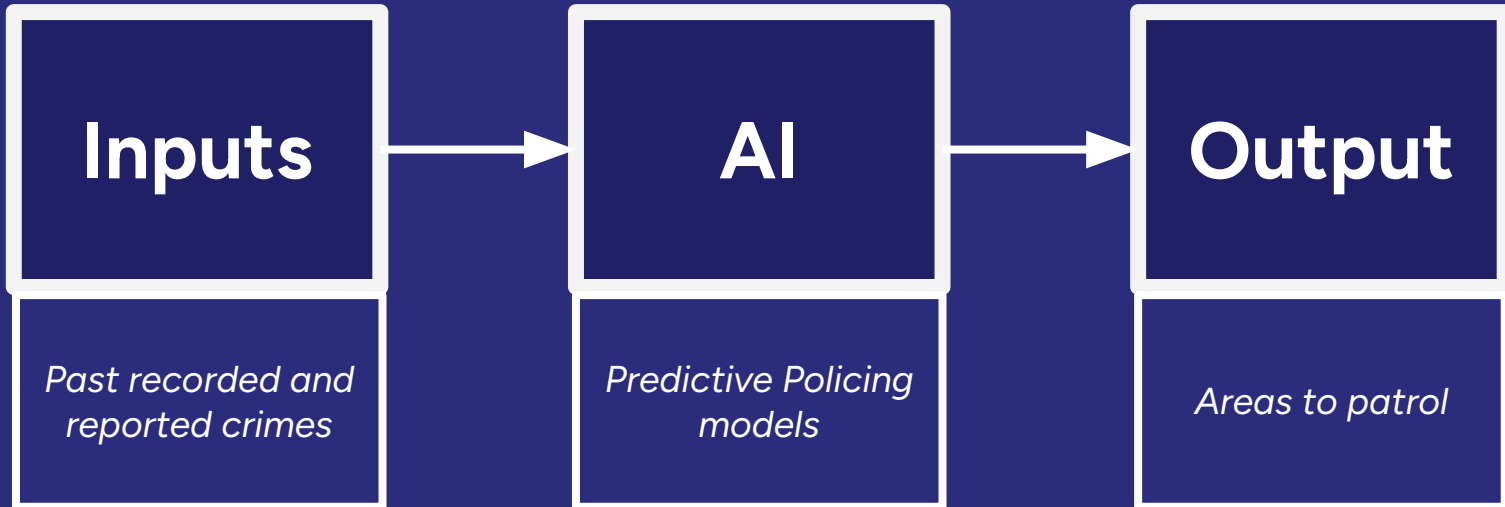 Inputs
AI
Output
Past recorded and
reported crimes
Predictive Policing
models
Areas to patrol